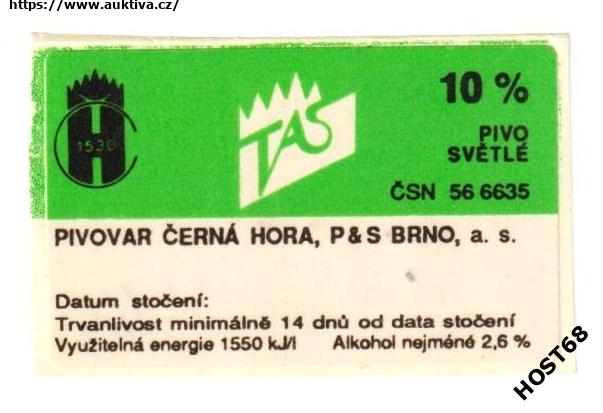 https://www.auktiva.cz/
1530
TAS
10 %
PIVO
SVĚTLÉ
ČSN 56 6635
PIVOVAR ČERNÁ HORA, P & S BRNO, a. s.
Datum stočení:
Trvanlivost minimálně 14 dnů od data stočení
Využitelná energie 1550 kJ/l Alkohol nejméně 2,6 %
HOST68